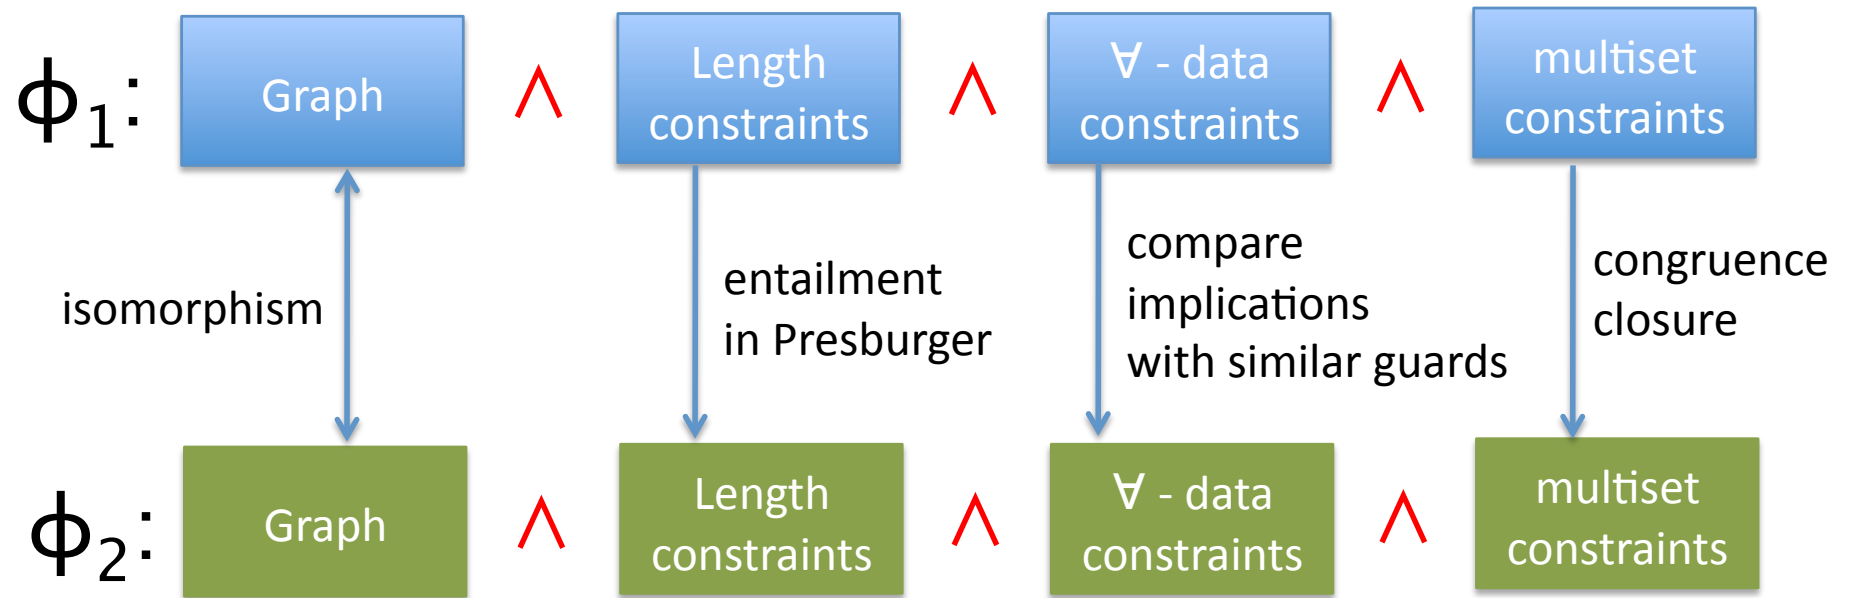 ϕ1: Graph ∧ Length constraints ∧ ∀ - data constraints ∧ multiset constraints
isomorphism
entailment
in Presburger
compare
implications
with similar guards
congruence
closure
ϕ2: Graph ∧ Length constraints ∧ ∀ - data constraints ∧ multiset constraints